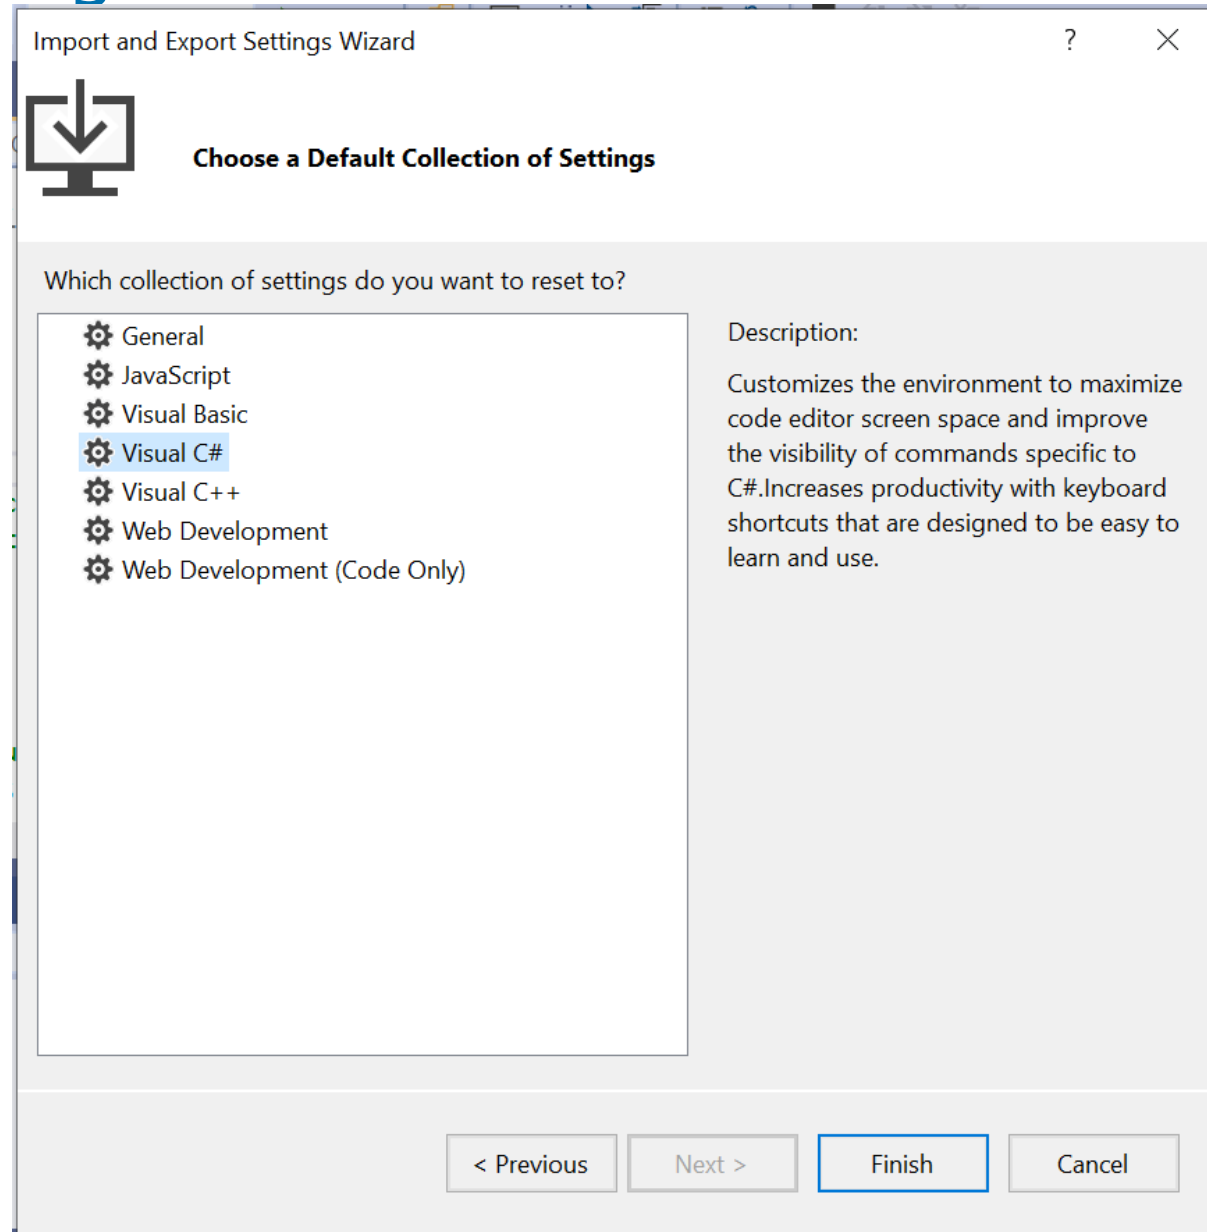 Import and Export Settings Wizard
?
Choose a Default Collection of Settings
Which collection of settings do you want to reset to?
General
JavaScript
Visual Basic
Visual C#
Visual C++
Web Development
Web Development (Code Only)
Description:
Customizes the environment to maximize
code editor screen space and improve
the visibility of commands specific to
C#.Increases productivity with keyboard
shortcuts that are designed to be easy to
learn and use.
< Previous
Next >
Finish
Cancel